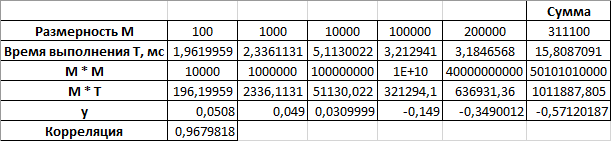 Сумма
Размерность М 100 1000 10000 100000 200000 311100
Время выполнения Т, мс 1,9619959 2,3361131 5,1130022 3,212941 3,1846568 15,8087091
М * М 10000 1000000 100000000 1E+10 40000000000 50101010000
М * Т 196,19959 2336,1131 51130,022 321294,1 636931,36 1011887,805
у 0,0508 0,049 0,0309999 -0,149 -0,3490012 -0,57120187
Корреляция 0,9679818